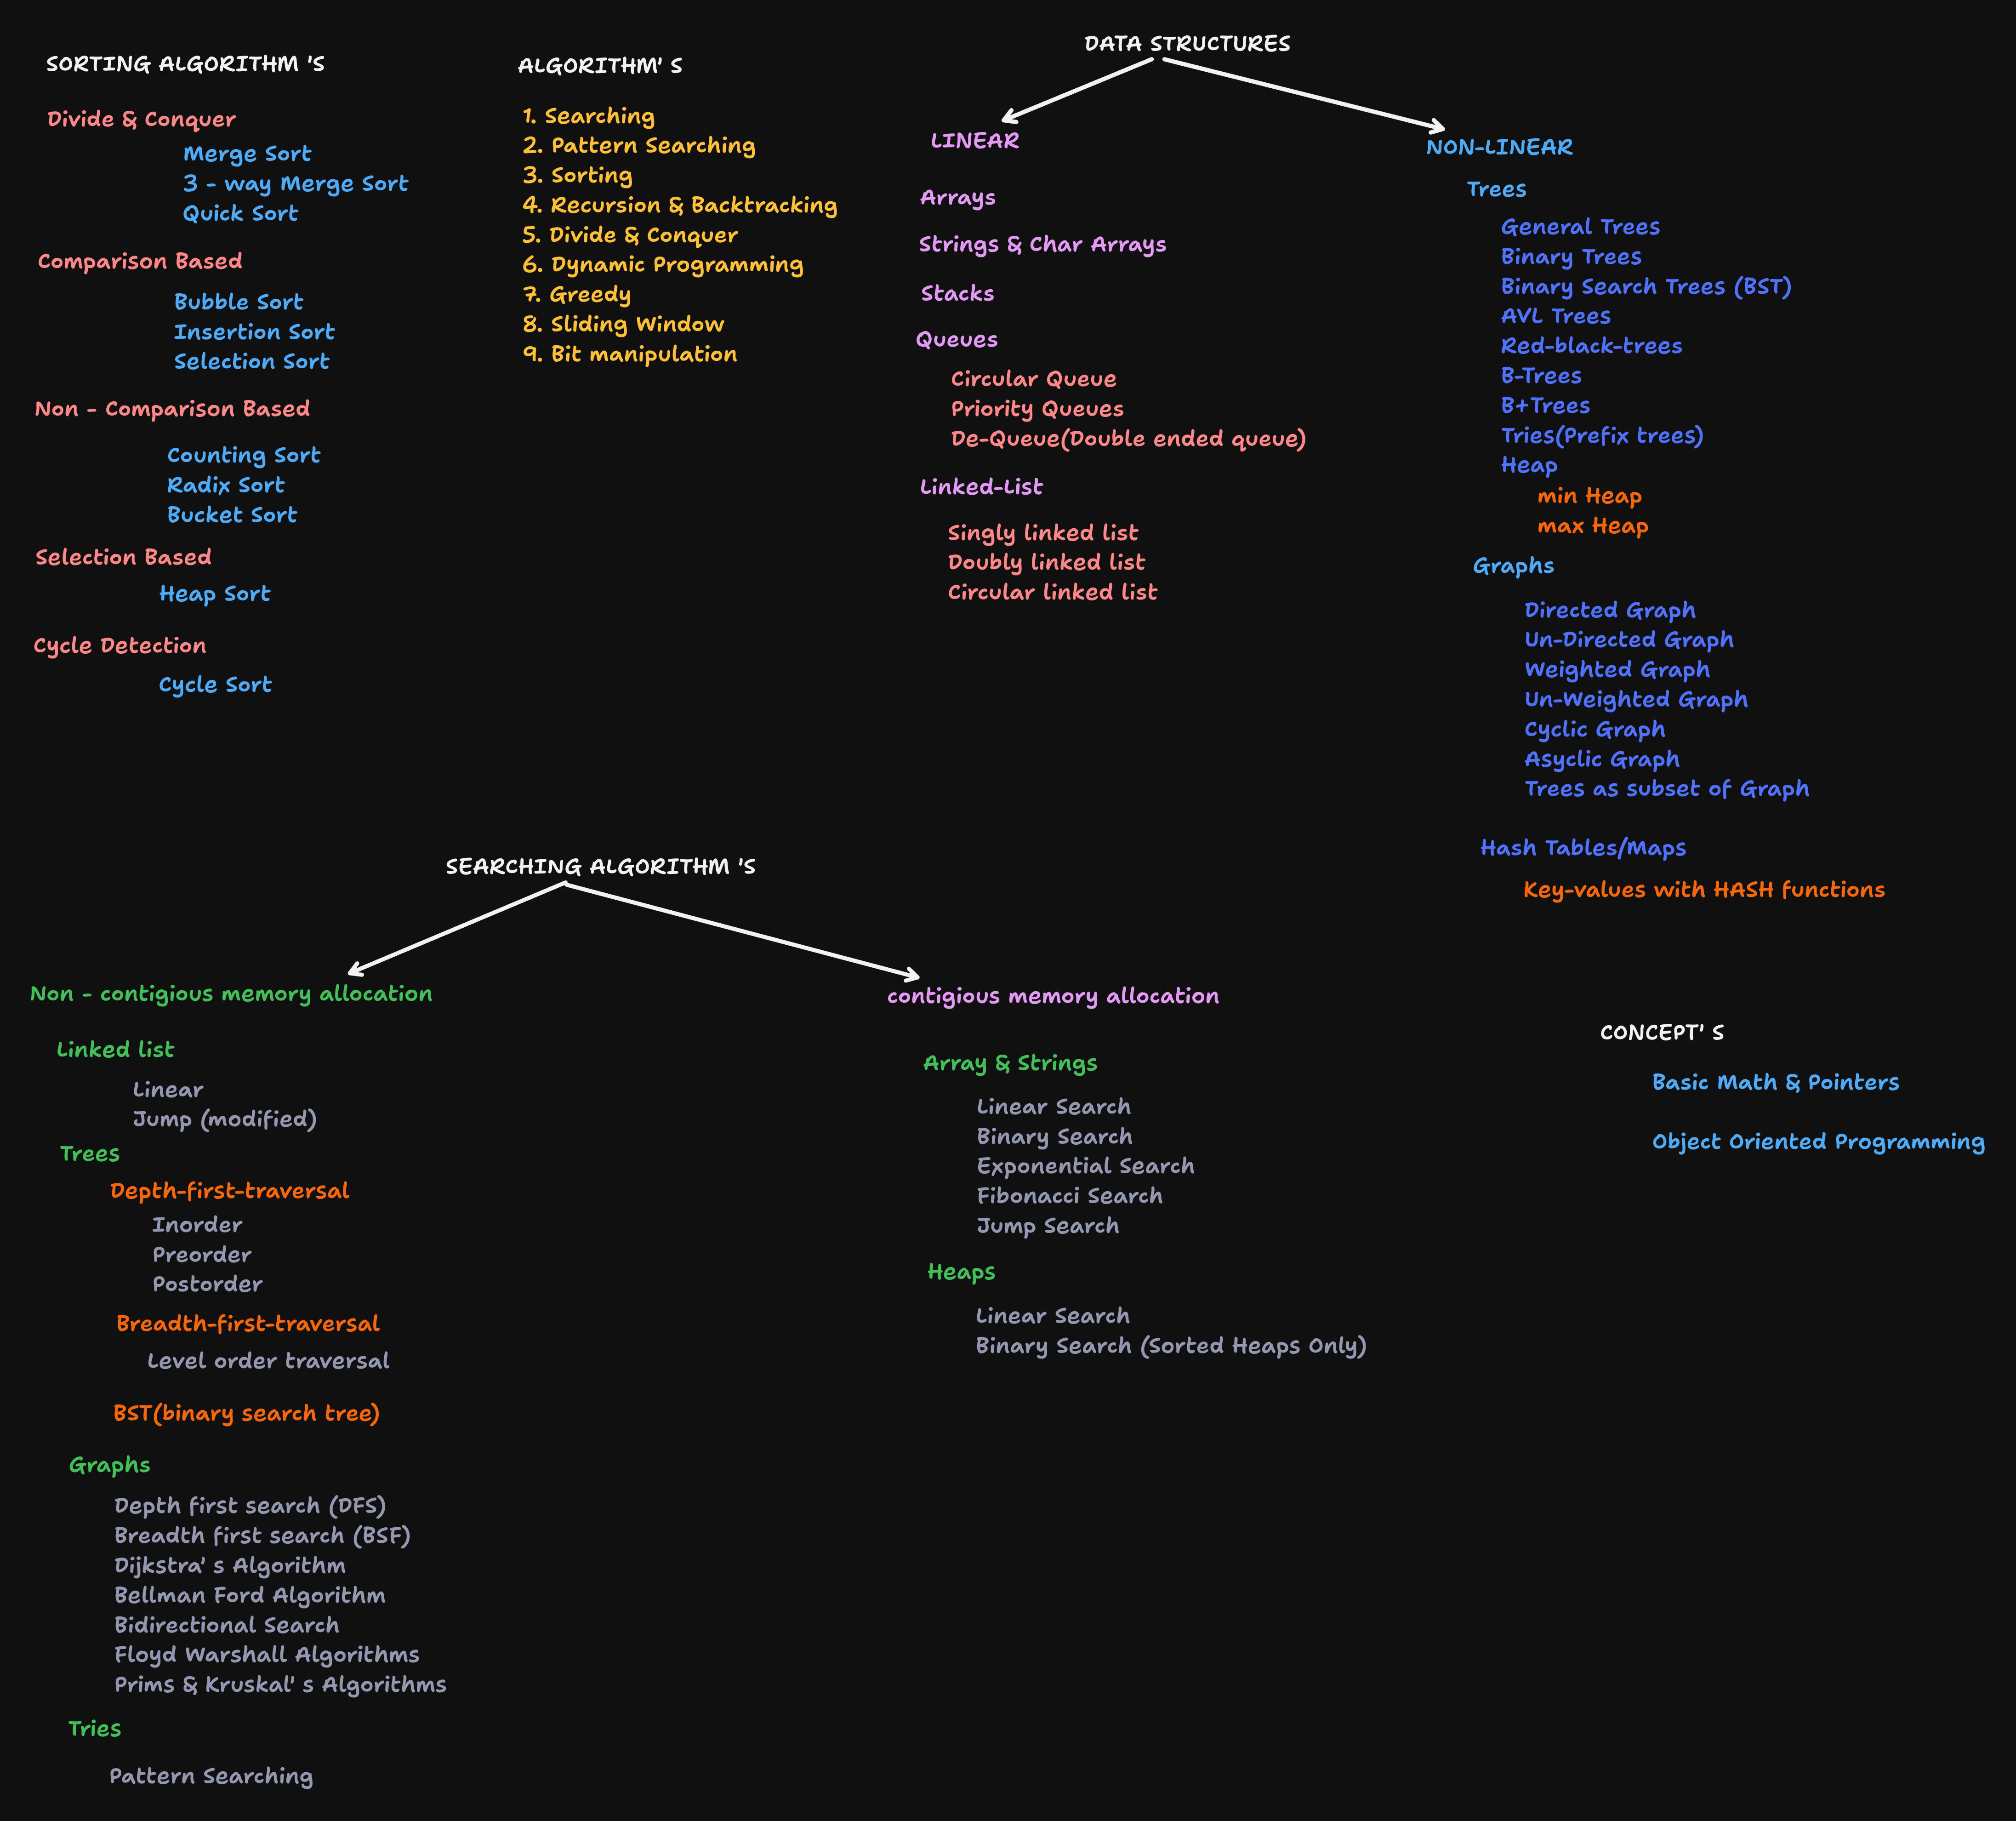 SORTING ALGORITHM 'S
Divide & Conquer
Merge Sort
3 - way Merge Sort
Quick Sort
Comparison Based
Bubble Sort
Insertion Sort
Selection Sort
Non - Comparison Based
Counting Sort
Radix Sort
Bucket Sort
Selection Based
Heap Sort
Cycle Detection
Cycle Sort
ALGORITHM' S
1. Searching
2. Pattern Searching
3. Sorting
4. Recursion & Backtracking
5. Divide & Conquer
6. Dynamic Programming
7. Greedy
8. Sliding Window
9. Bit manipulation
DATA STRUCTURES
LINEAR
Arrays
Strings & Char Arrays
Stacks
Queues
Circular Queue
Priority Queues
De-Queue(Double ended queue)
Linked-List
Singly linked list
Doubly linked list
Circular linked list
NON-LINEAR
Trees
General Trees
Binary Trees
Binary Search Trees (BST)
AVL Trees
Red-black-trees
B-Trees
B+Trees
Tries(Prefix trees)
Heap
min Heap
max Heap
Graphs
Directed Graph
Un-Directed Graph
Weighted Graph
Un-Weighted Graph
Cyclic Graph
Asyclic Graph
Trees as subset of Graph
Hash Tables/Maps
Key-values with HASH functions
SEARCHING ALGORITHM 'S
Non - contigious memory allocation
Linked list
Linear
Jump (modified)
Trees
Depth-first-traversal
Inorder
Preorder
Postorder
Breadth-first-traversal
Level order traversal
BST(binary search tree)
Graphs
Depth first search (DFS)
Breadth first search (BSF)
Dijkstra' s Algorithm
Bellman Ford Algorithm
Bidirectional Search
Floyd Warshall Algorithms
Prims & Kruskal' s Algorithms
Tries
Pattern Searching
contigious memory allocation
Array & Strings
Linear Search
Binary Search
Exponential Search
Fibonacci Search
Jump Search
Heaps
Linear Search
Binary Search (Sorted Heaps Only)
CONCEPT' S
Basic Math & Pointers
Object Oriented Programming